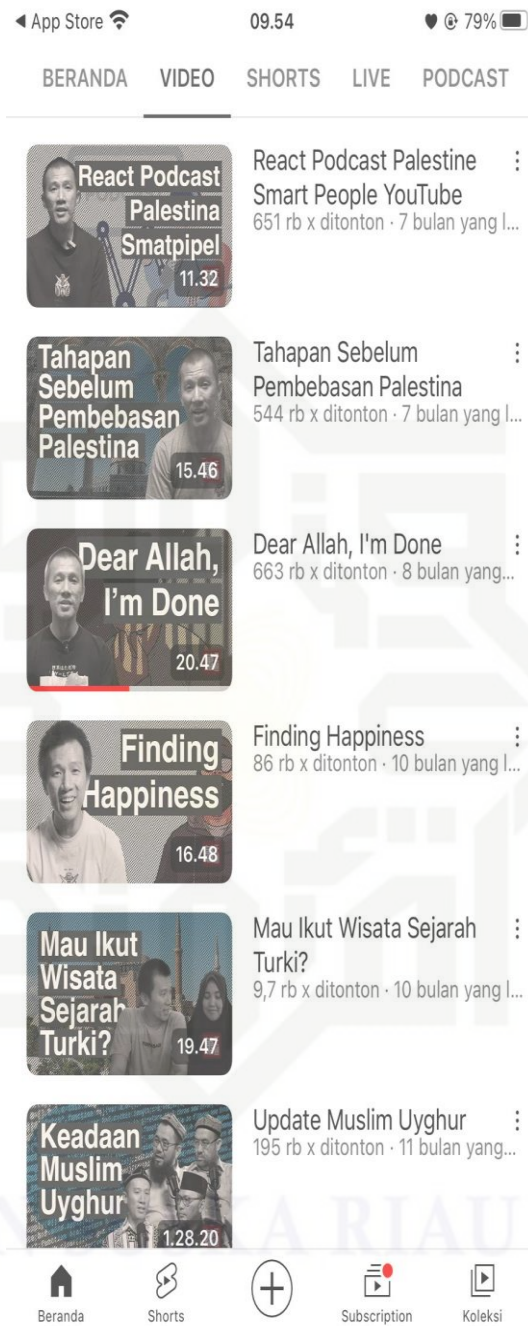 ◀ App Store 09.54 79%
BERANDA VIDEO SHORTS LIVE PODCAST
React Podcast
Palestina
Smatpipel
11.32
React Podcast Palestine
Smart People YouTube
651 rb x ditonton · 7 bulan yang l...
Tahapan
Sebelum
Pembebasan
Palestina
15.46
Tahapan Sebelum
Pembebasan Palestina
544 rb x ditonton · 7 bulan yang l...
Dear Allah,
I'm Done
20.47
Dear Allah, I'm Done
663 rb x ditonton · 8 bulan yang...
Finding
Happiness
16.48
Finding Happiness
86 rb x ditonton · 10 bulan yang l...
Mau Ikut
Wisata
Sejarah
Turki?
19.47
Mau Ikut Wisata Sejarah
Turki?
9,7 rb x ditonton · 10 bulan yang l...
Keadaan
Muslim
Uyghur
1.28.20
Update Muslim Uyghur
195 rb x ditonton · 11 bulan yang...
KA RIAU
Beranda Shorts Subscription Koleksi